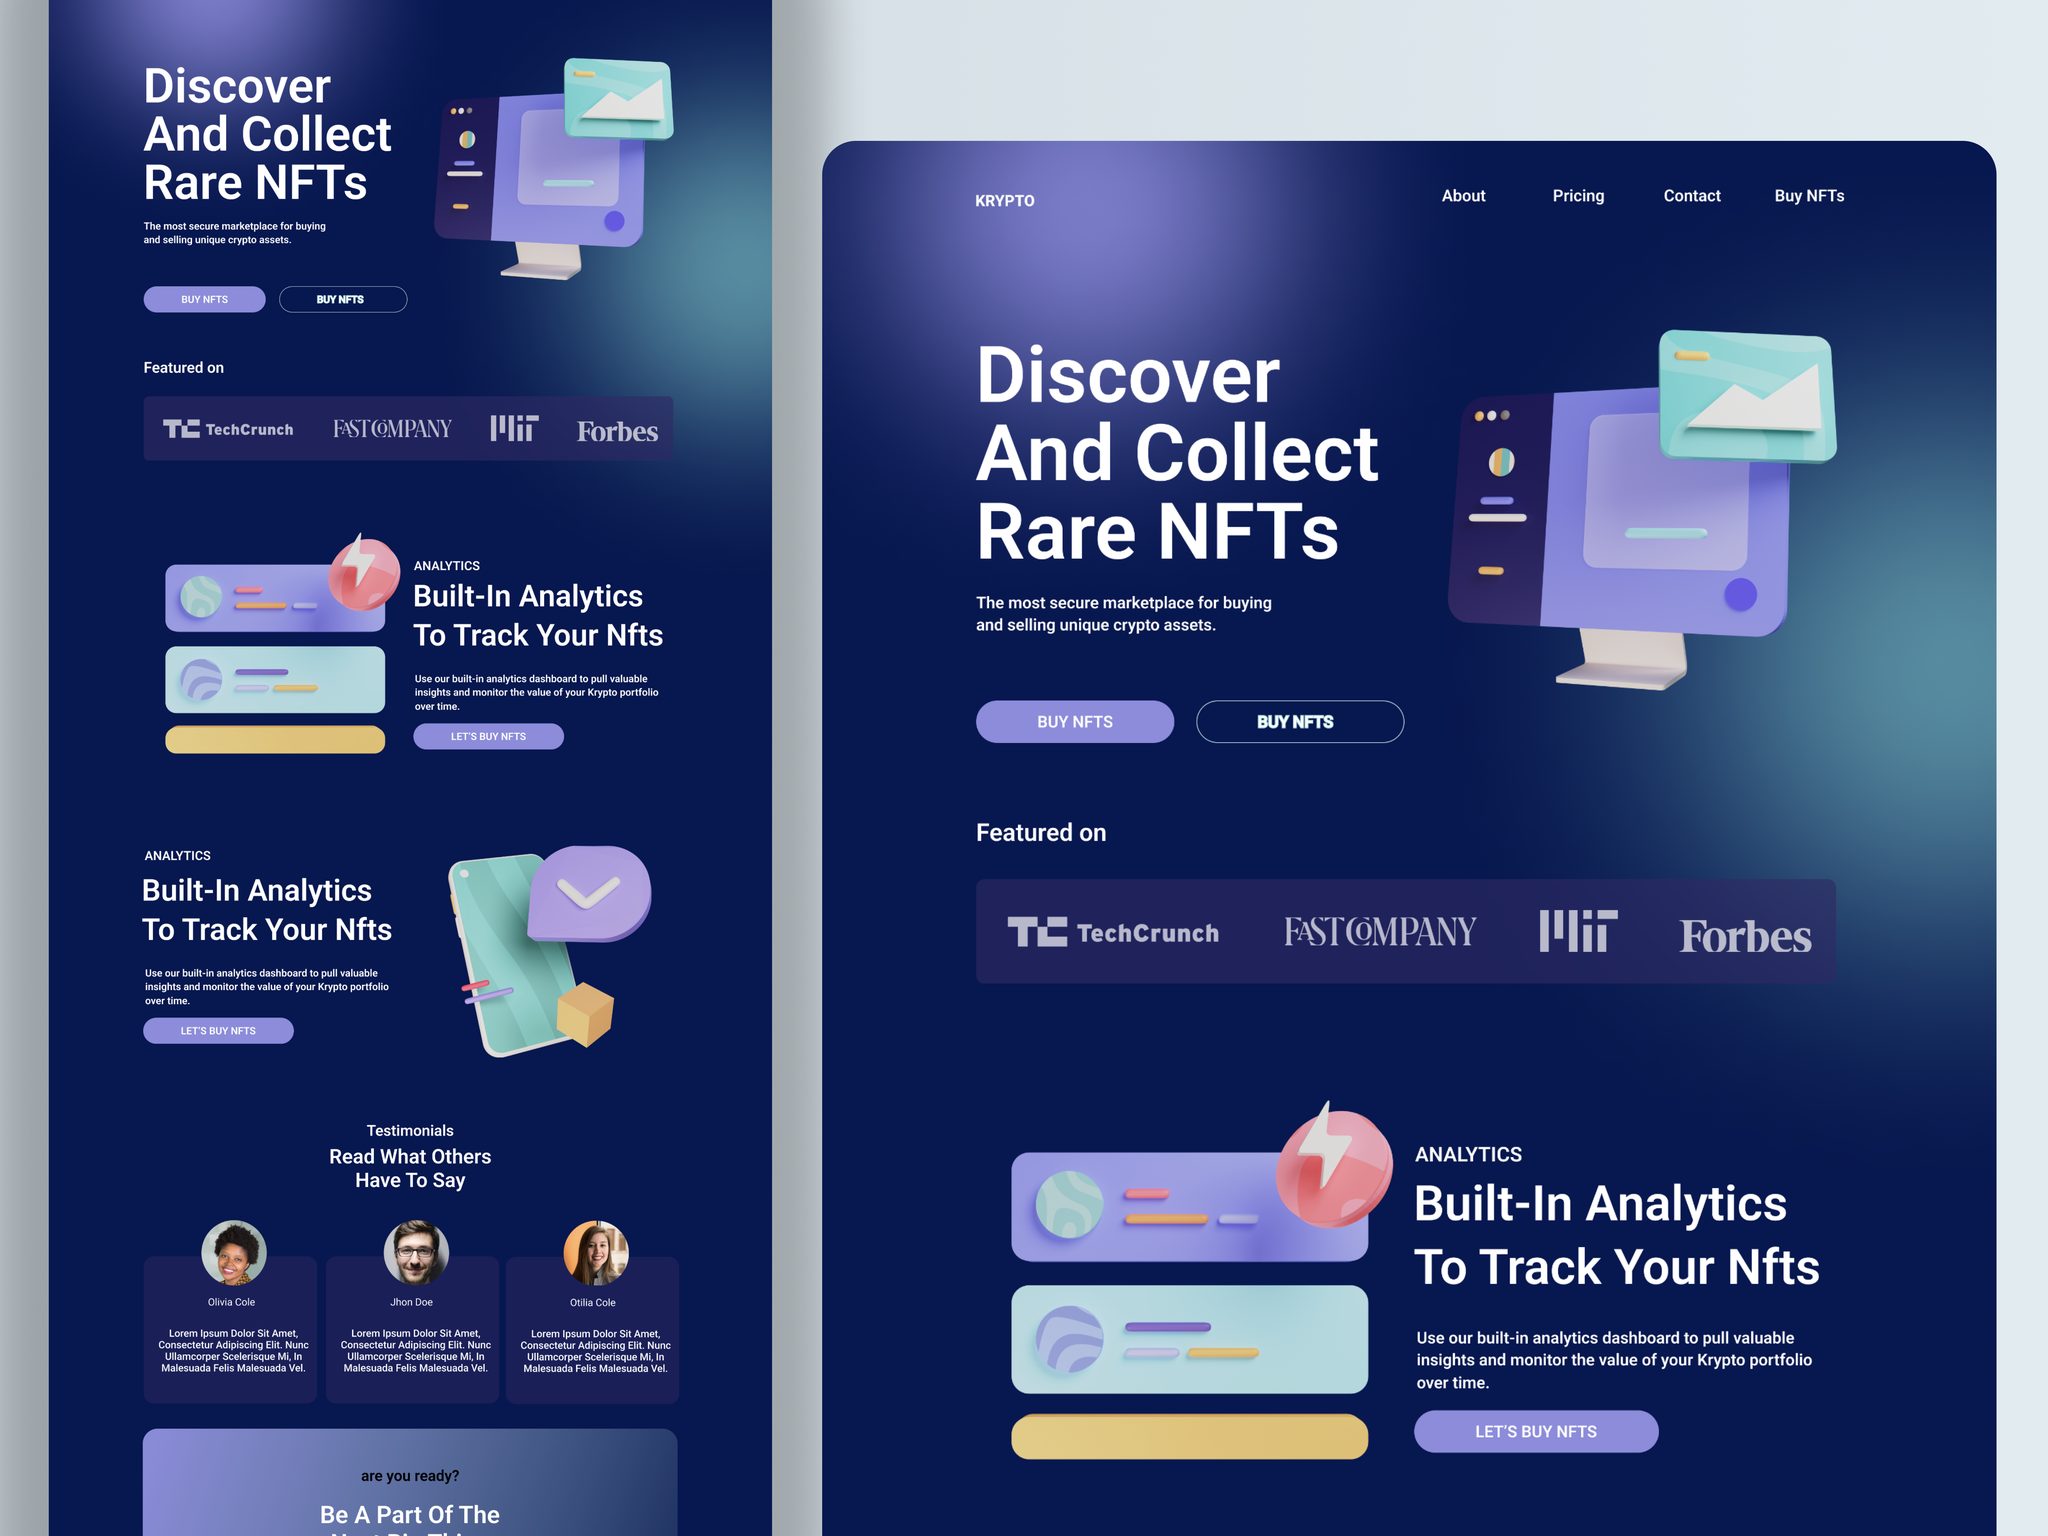 Discover
And Collect
Rare NFTs
The most secure marketplace for buying
and selling unique crypto assets.
BUY NFTS
BUY NFTS
Featured on
TC TechCrunch
FAST COMPANY
MIT
Forbes
ANALYTICS
Built-In Analytics
To Track Your Nfts
Use our built-in analytics dashboard to pull valuable
insights and monitor the value of your Krypto portfolio
over time.
LET'S BUY NFTS
ANALYTICS
Built-In Analytics
To Track Your Nfts
Use our built-in analytics dashboard to pull valuable
insights and monitor the value of your Krypto portfolio
over time.
LET'S BUY NFTS
Testimonials
Read What Others
Have To Say
Olivia Cole
Lorem Ipsum Dolor Sit Amet,
Consectetur Adipiscing Elit. Nunc
Ullamcorper Scelerisque Mi, In
Malesuada Felis Malesuada Vel.
Jhon Doe
Lorem Ipsum Dolor Sit Amet,
Consectetur Adipiscing Elit. Nunc
Ullamcorper Scelerisque Mi, In
Malesuada Felis Malesuada Vel.
Otilia Cole
Lorem Ipsum Dolor Sit Amet,
Consectetur Adipiscing Elit. Nunc
Ullamcorper Scelerisque Mi, In
Malesuada Felis Malesuada Vel.
are you ready?
Be A Part Of The
KRYPTO
About
Pricing
Contact
Buy NFTs
Discover
And Collect
Rare NFTs
The most secure marketplace for buying
and selling unique crypto assets.
BUY NFTS
BUY NFTS
Featured on
TC TechCrunch
FAST COMPANY
MIT
Forbes
ANALYTICS
Built-In Analytics
To Track Your Nfts
Use our built-in analytics dashboard to pull valuable
insights and monitor the value of your Krypto portfolio
over time.
LET'S BUY NFTS